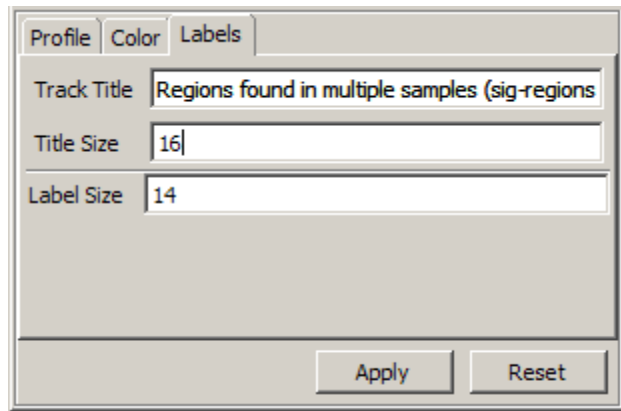 Profile Color Labels
Track Title Regions found in multiple samples (sig-regions
Title Size 16
Label Size 14
Apply Reset